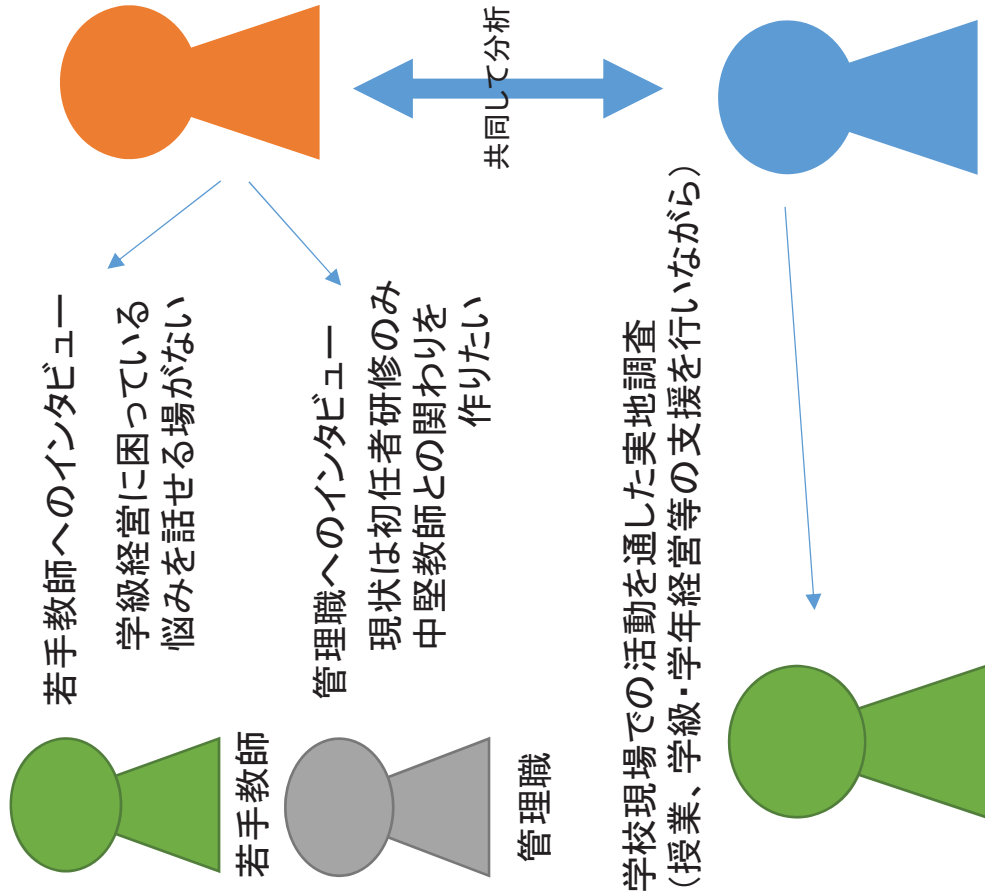 若手教師へのインタビュー
学級経営に困っている
悩みを話せる場がない
若手教師
管理職へのインタビュー
現状は初任者研修のみ
中堅教師との関わりを
作りたい
管理職
共同して分析
学校現場での活動を通した実地調査
(授業、学級・学年経営等の支援を行いながら)